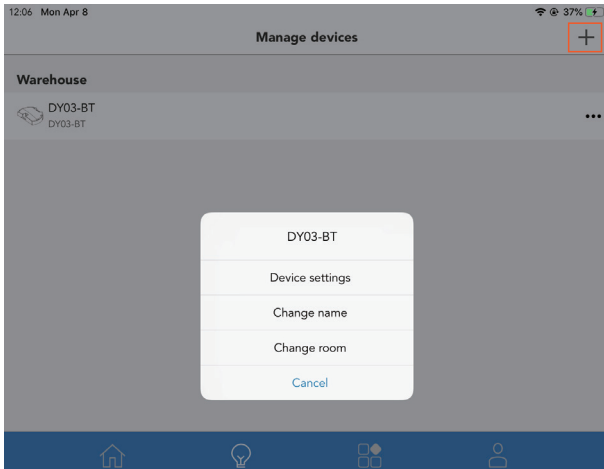 12:06 Mon Apr 8 37%
Manage devices
Warehouse
DY03-BT
DY03-BT
DY03-BT
Device settings
Change name
Change room
Cancel